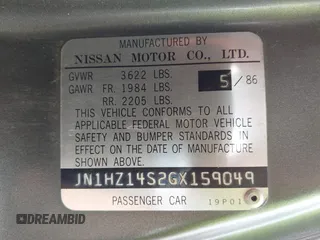 MANUFACTURED BY
NISSAN MOTOR CO., LTD.
GVWR 3622 LBS. 5/86
GAWR FR. 1984 LBS.
RR. 2205 LBS.
THIS VEHICLE CONFORMS TO ALL
APPLICABLE FEDERAL MOTOR VEHICLE
SAFETY AND BUMPER STANDARDS IN
EFFECT ON THE DATE OF MANUFACTURE
SHOWN ABOVE.
JN1HZ14S2GX159049
PASSENGER CAR 19P01
DREAMBID